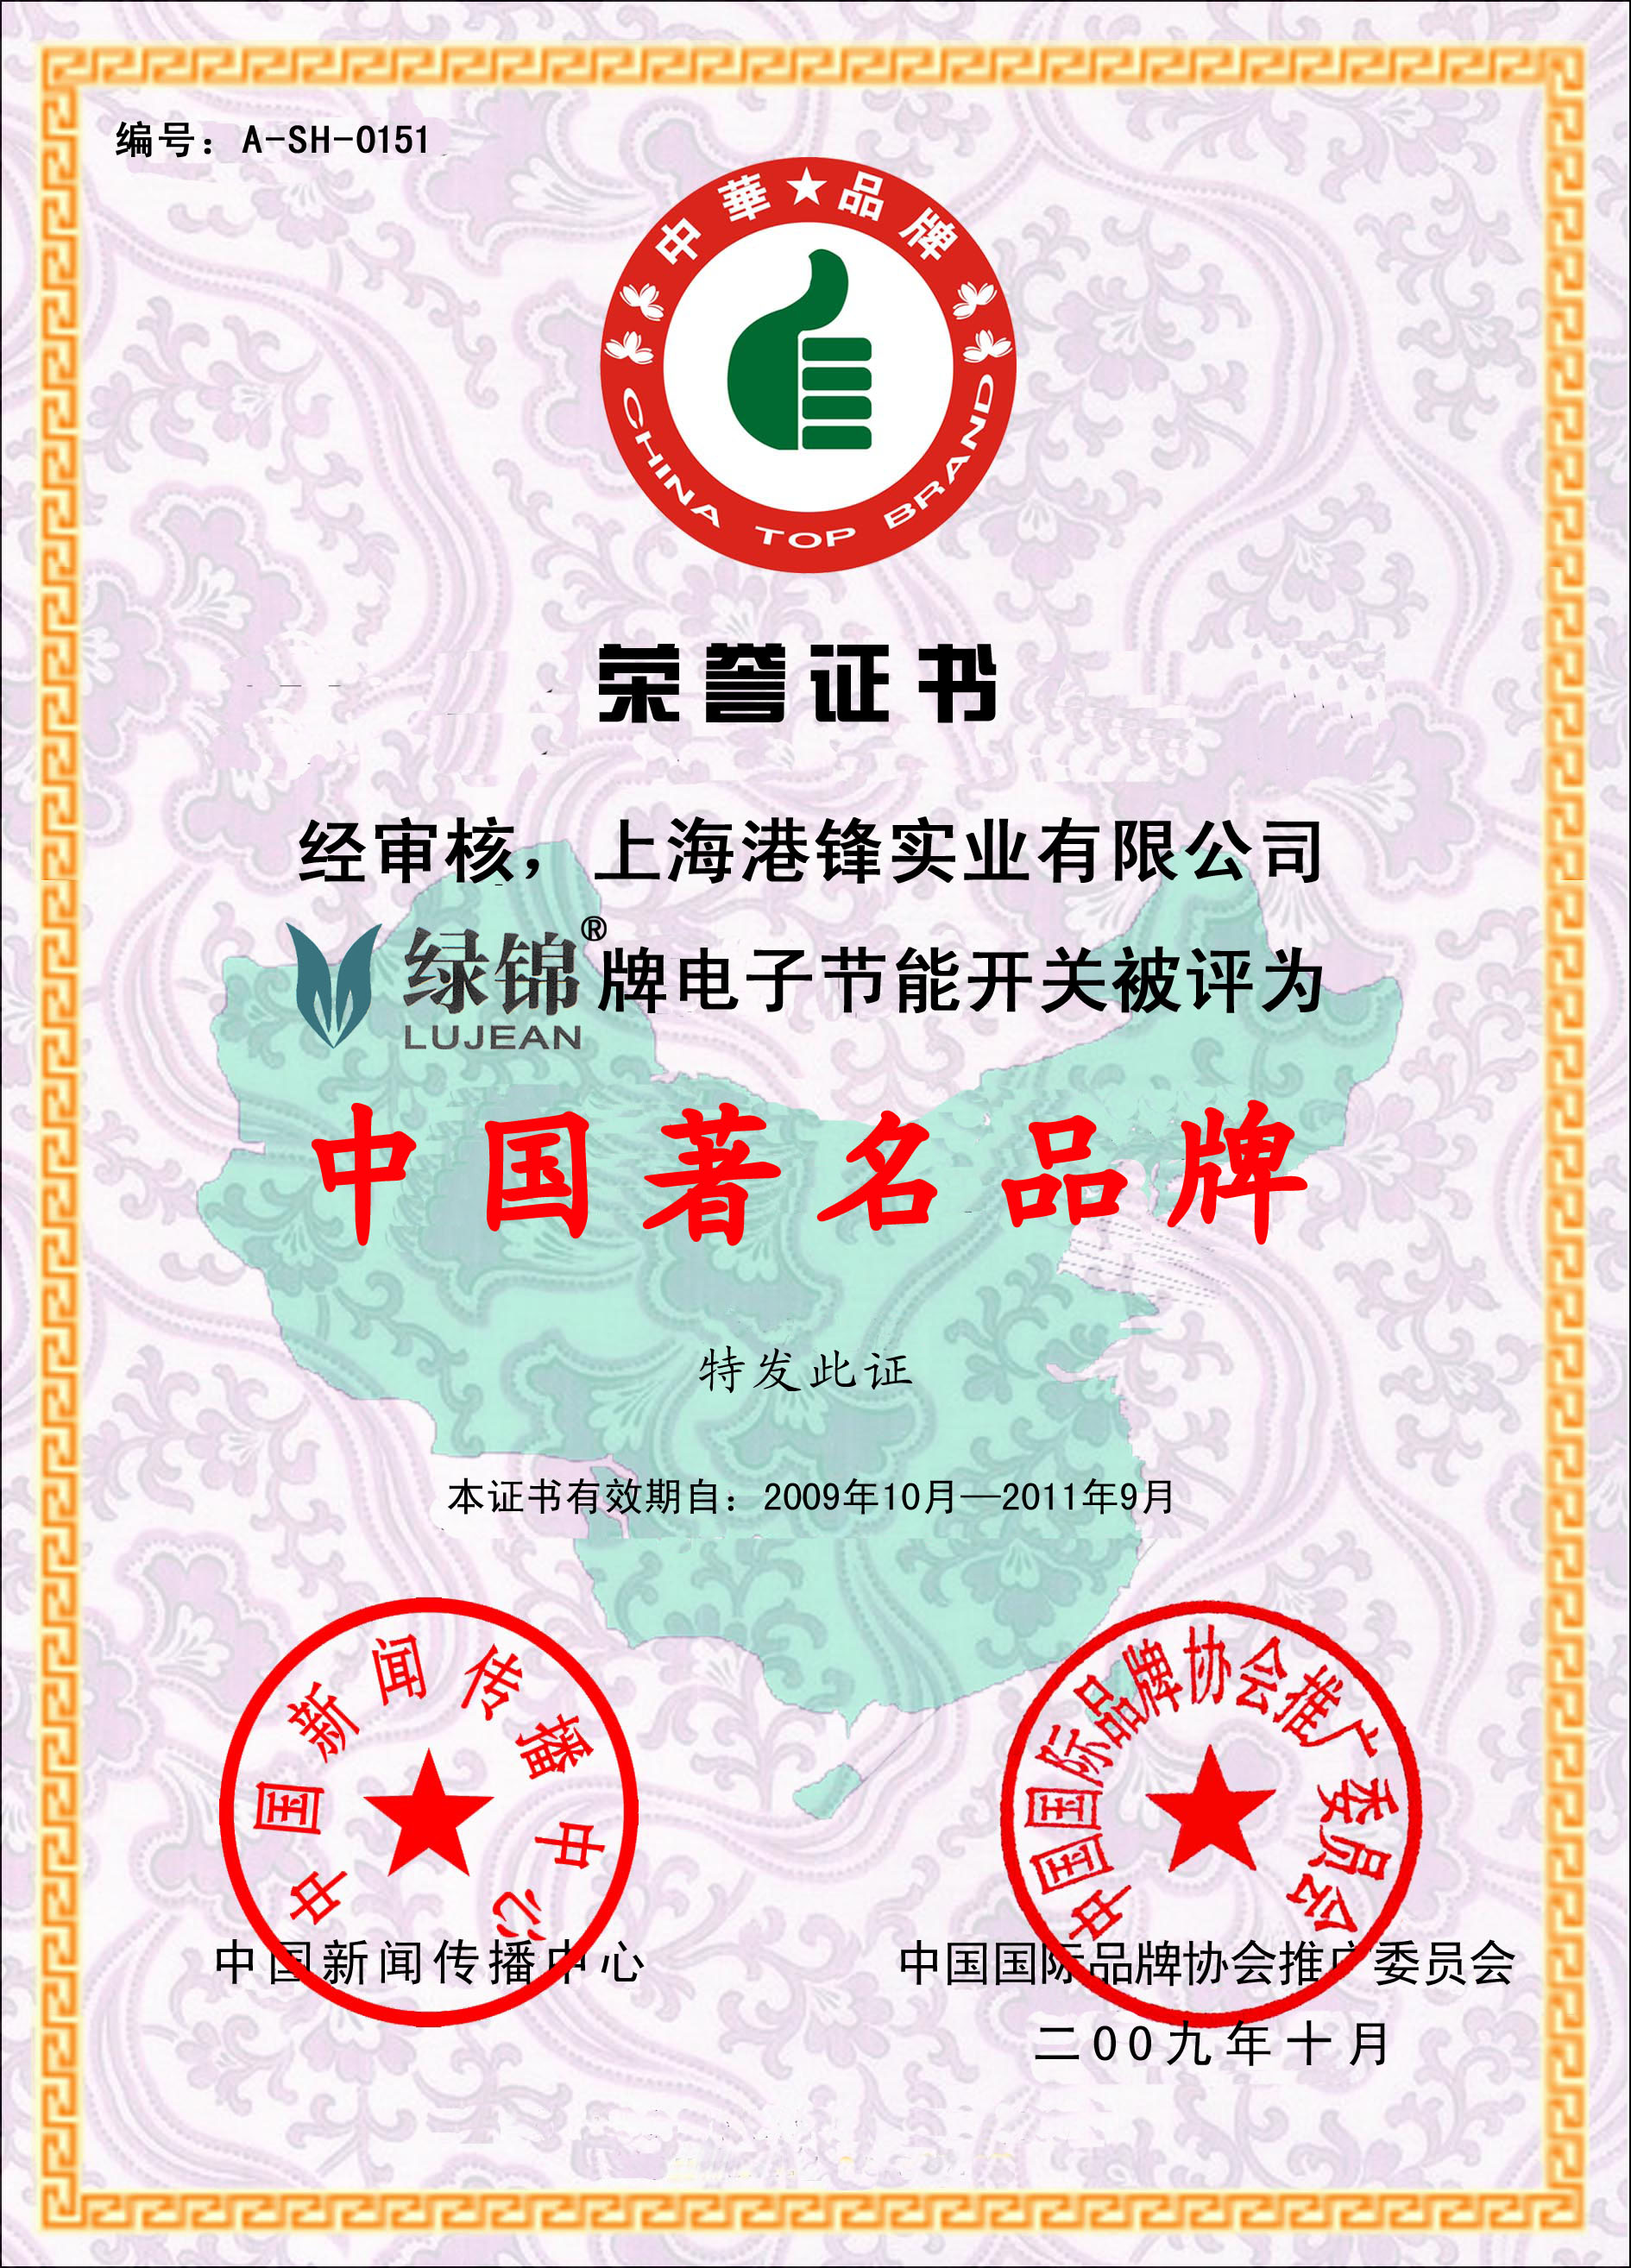 编号：A-SH-0151
中華★品牌
CHINA TOP BRAND
荣誉证书
经审核，上海港锋实业有限公司
绿锦®牌电子节能开关被评为
LUJEAN
中国著名品牌
特发此证
本证书有效期自：2009年10月—2011年9月
中国新闻传播中心
中国国际品牌协会推广委员会
中国新闻传播中心
中国国际品牌协会推广委员会
二00九年十月